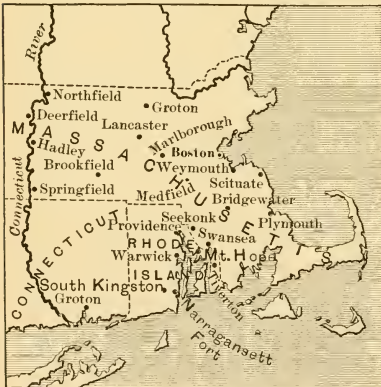 River
Northfield
Groton
Deerfield
Lancaster
MASSACHUSETTS
Marlborough
Hadley
Boston
Brookfield
Weymouth
Connecticut
Scituate
Springfield
Medfield
Bridgewater
CONNECTICUT
Seekonk
Plymouth
Providence
Swansea
RHODE
Warwick
Mt. Hope
ISLAND
Tiverton
South Kingston
Groton
Narragansett
Fort